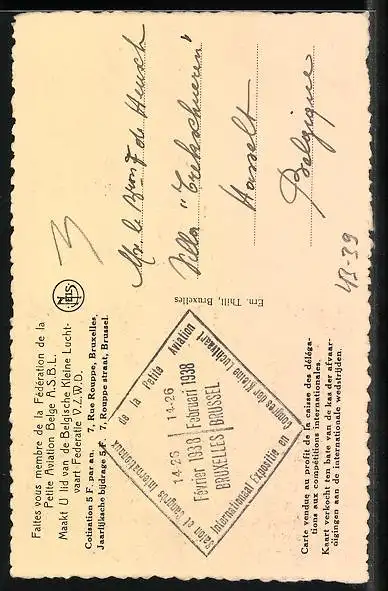 Faites vous membre de la Fédération de la
Petite Aviation Belge A.S.B.L.
Maakt U lid van de Belgische Kleine Lucht-
vaart Federatie V.Z.W.D.
Cotisation 5 F. par an. 7, Rue Rouppe, Bruxelles.
Jaarlijksche bijdrage 5 F. 7, Rouppe straat, Brussel.
NELS
Salon et Congrès Internationaux de la Petite Aviation
14-26 14-26
Février 1938 Februari 1938
BRUXELLES BRUSSEL
Internationaal Expositie en Congres der Kleine Luchtvaart
Carte vendue au profit de la caisse des déléga-
tions aux compétitions internationales.
Kaart verkocht ten bate van de kas der afvaar-
digingen aan de internationale wedstrijden.
Ern. Thill, Bruxelles
Mr le Bron F de Heusch
Villa "Trekschuren"
Hasselt
Belgique
43-39